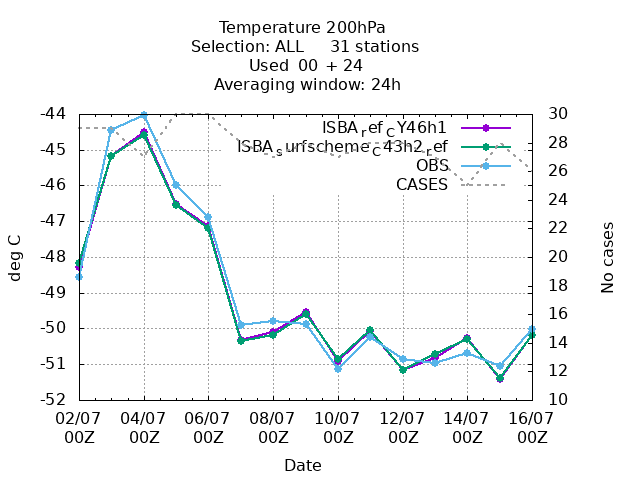 Temperature 200hPa
Selection: ALL 31 stations
Used 00 + 24
Averaging window: 24h
-44
-45
-46
-47
-48
-49
-50
-51
-52
deg C
ISBA_ref_CY46h1
ISBA_surfscheme_C43h2_ref
OBS
CASES
30
28
26
24
22
20
18
16
14
12
10
No cases
02/07 04/07 06/07 08/07 10/07 12/07 14/07 16/07
00Z 00Z 00Z 00Z 00Z 00Z 00Z 00Z
Date